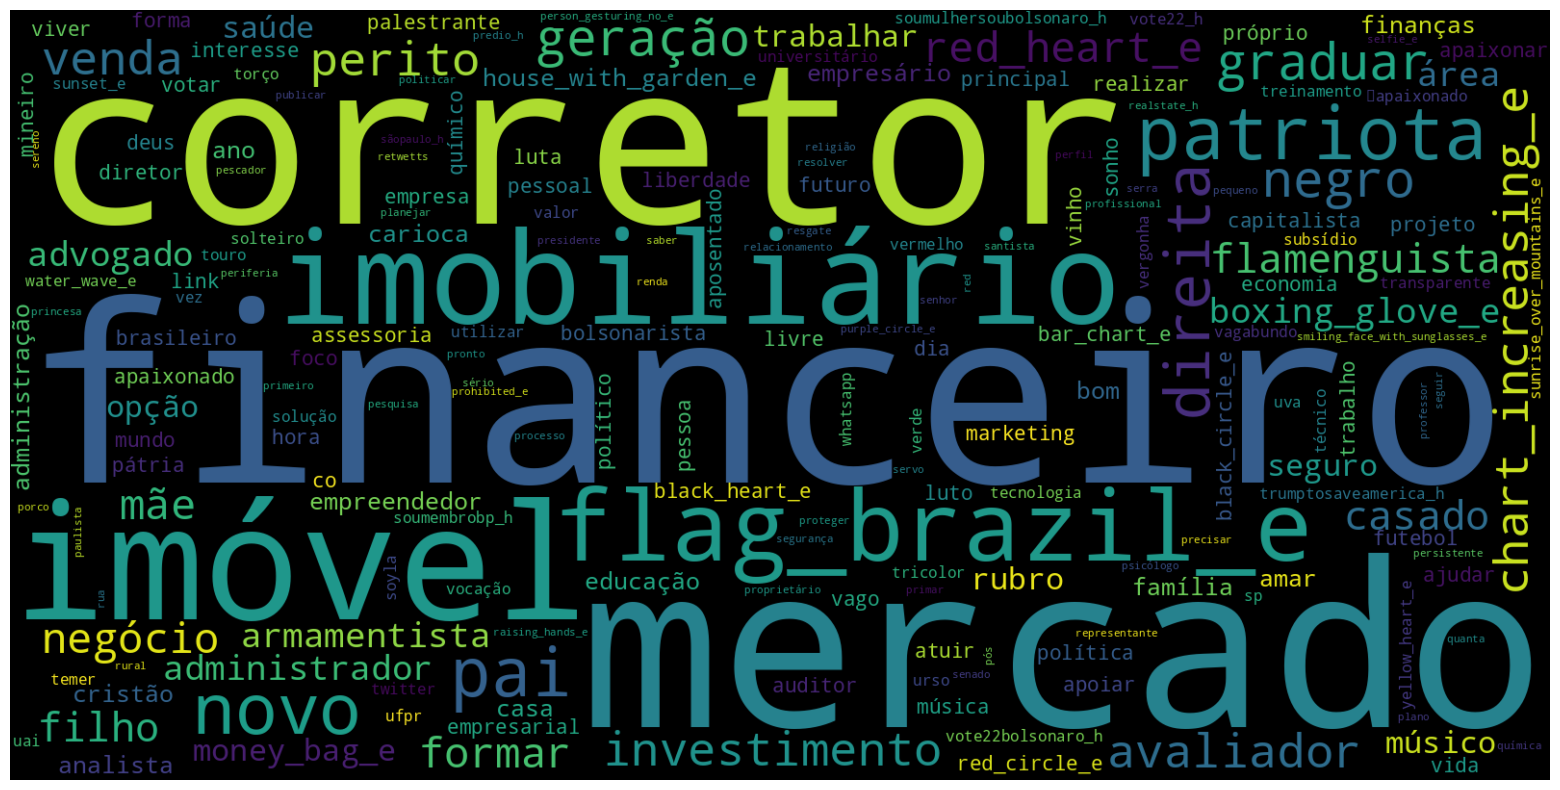 viver
forma
saúde
palestrante
person_gesturing_no_e
soumulhersoubolsonaro_h
vote22_h
finanças
selfie_e
venda
interesse
perito
predio_h
geração
trabalhar
red_heart_e
próprio
apaixonar
sunset_e
votar
torço
politicar
house_with_garden_e
universitário
empresário
principal
realizar
graduar
área
treinamento
mineiro
publicar
corretor
químico
realstate_h
patriota
apaixonado
chart_increasing_e
sereno
deus
ano
sãopaulo_h
retwetts
luta
religião
resolver
perfil
sonho
diretor
pescador
empresa
pessoal
liberdade
futuro
serra
pequeno
negro
planejar
valor
resgate
vinho
profissional
direita
capitalista
projeto
advogado
solteiro
touro
carioca
presidente
saber
aposentado
relacionamento
vermelho
santista
vergonha
subsídio
flamenguista
water_wave_e
link
periferia
imobiliário
renda
red
economia
transparente
princesa
vez
senhor
boxing_glove_e
sunrise_over_mountains_e
administração
brasileiro
assessoria
utilizar
bolsonarista
purple_circle_e
livre
dia
bar_chart_e
vagabundo
smiling_face_with_sunglasses_e
foco
pronto
financeiro
apaixonado
primeiro
sério
prohibited_e
bom
black_circle_e
opção
solução
pesquisa
político
pessoa
whatsapp
verde
marketing
uva
técnico
trabalho
professor
seguir
mundo
hora
processo
pátria
servo
seguro
co
porco
mãe
empreendedor
black_heart_e
luto
tecnologia
trumptosaveamerica_h
soumembrobp_h
flag_brazil_e
proteger
casado
paulista
imóvel
segurança
precisar
futebol
soyla
persistente
rua
vocação
educação
tricolor
psicólogo
rubro
família
amar
ajudar
proprietário
primar
vago
sp
negócio
armamentista
raising_hands_e
mercado
representante
yellow_heart_e
quanta
rural
temer
administrador
pai
atuir
pós
política
cristão
novo
twitter
auditor
urso
senado
apoiar
filho
ufpr
casa
empresarial
música
plano
uai
money_bag_e
formar
investimento
vote22bolsonaro_h
avaliador
músico
química
analista
red_circle_e
vida